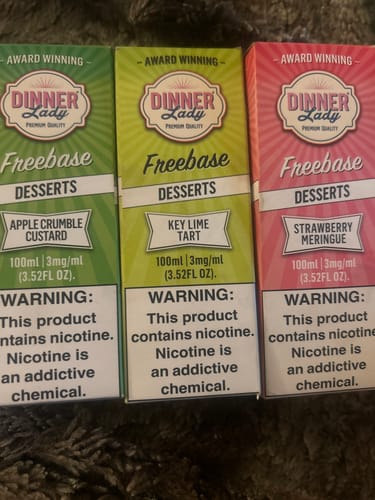 - AWARD WINNING -
DINNER
Lady
PREMIUM QUALITY
Freebase
DESSERTS
APPLE CRUMBLE
CUSTARD
100ml | 3mg/ml
(3.52FL OZ).
WARNING:
This product
ntains nicotine.
Nicotine is
an addictive
chemical.
- AWARD WINNING -
DINNER
Lady
PREMIUM QUALITY
Freebase
DESSERTS
KEY LIME
TART
100ml | 3mg/ml
(3.52FL OZ).
WARNING:
This product
contains nicotine.
Nicotine is
an addictive
chemical.
- AWARD WINNING -
DINNER
Lady
PREMIUM QUALITY
Freebase
DESSERTS
STRAWBERRY
MERINGUE
100ml | 3mg/ml
(3.52FL OZ).
WARNING:
This product
contains nicotine
Nicotine is
an addictive
chemical.